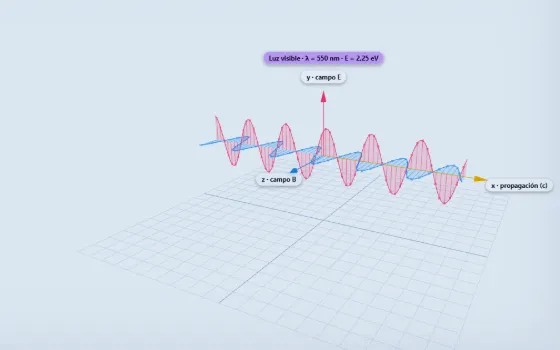 Luz visible · λ = 550 nm · E = 2.25 eV
y · campo E
z · campo B
x · propagación (c)